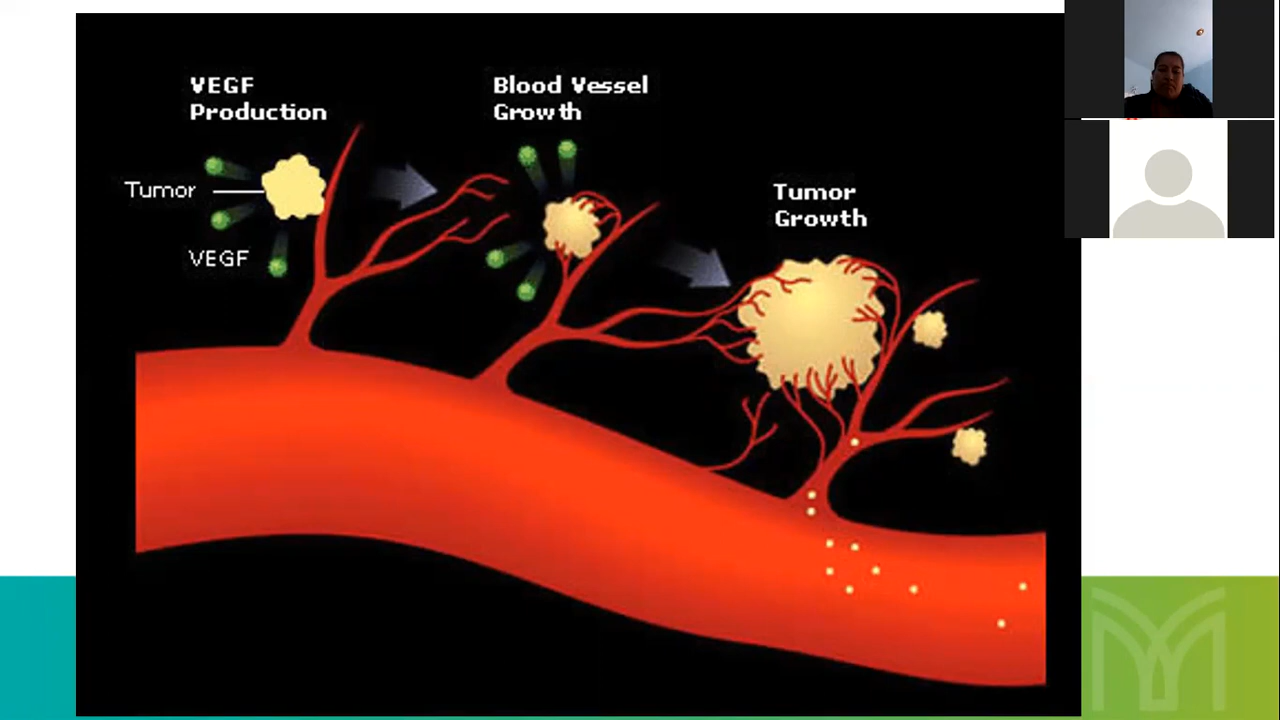 VEGF
Production
Tumor
VEGF
Blood Vessel
Growth
Tumor
Growth